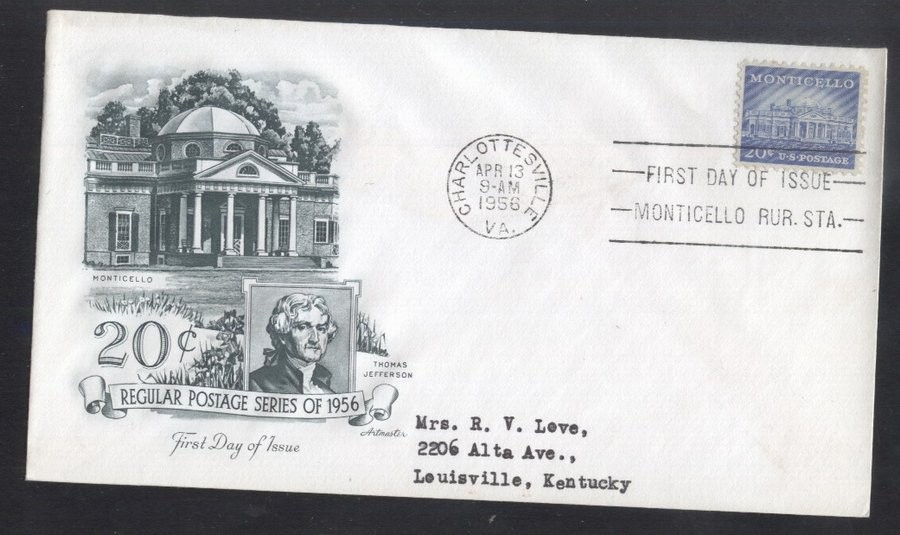 MONTICELLO
20¢ U·S·POSTAGE
CHARLOTTESVILLE
APR 13
9-AM
1956
VA.
FIRST DAY OF ISSUE
MONTICELLO RUR. STA.
MONTICELLO
20¢
THOMAS
JEFFERSON
REGULAR POSTAGE SERIES OF 1956
Artmaster
First Day of Issue
Mrs. R. V. Love,
2206 Alta Ave.,
Louisville, Kentucky